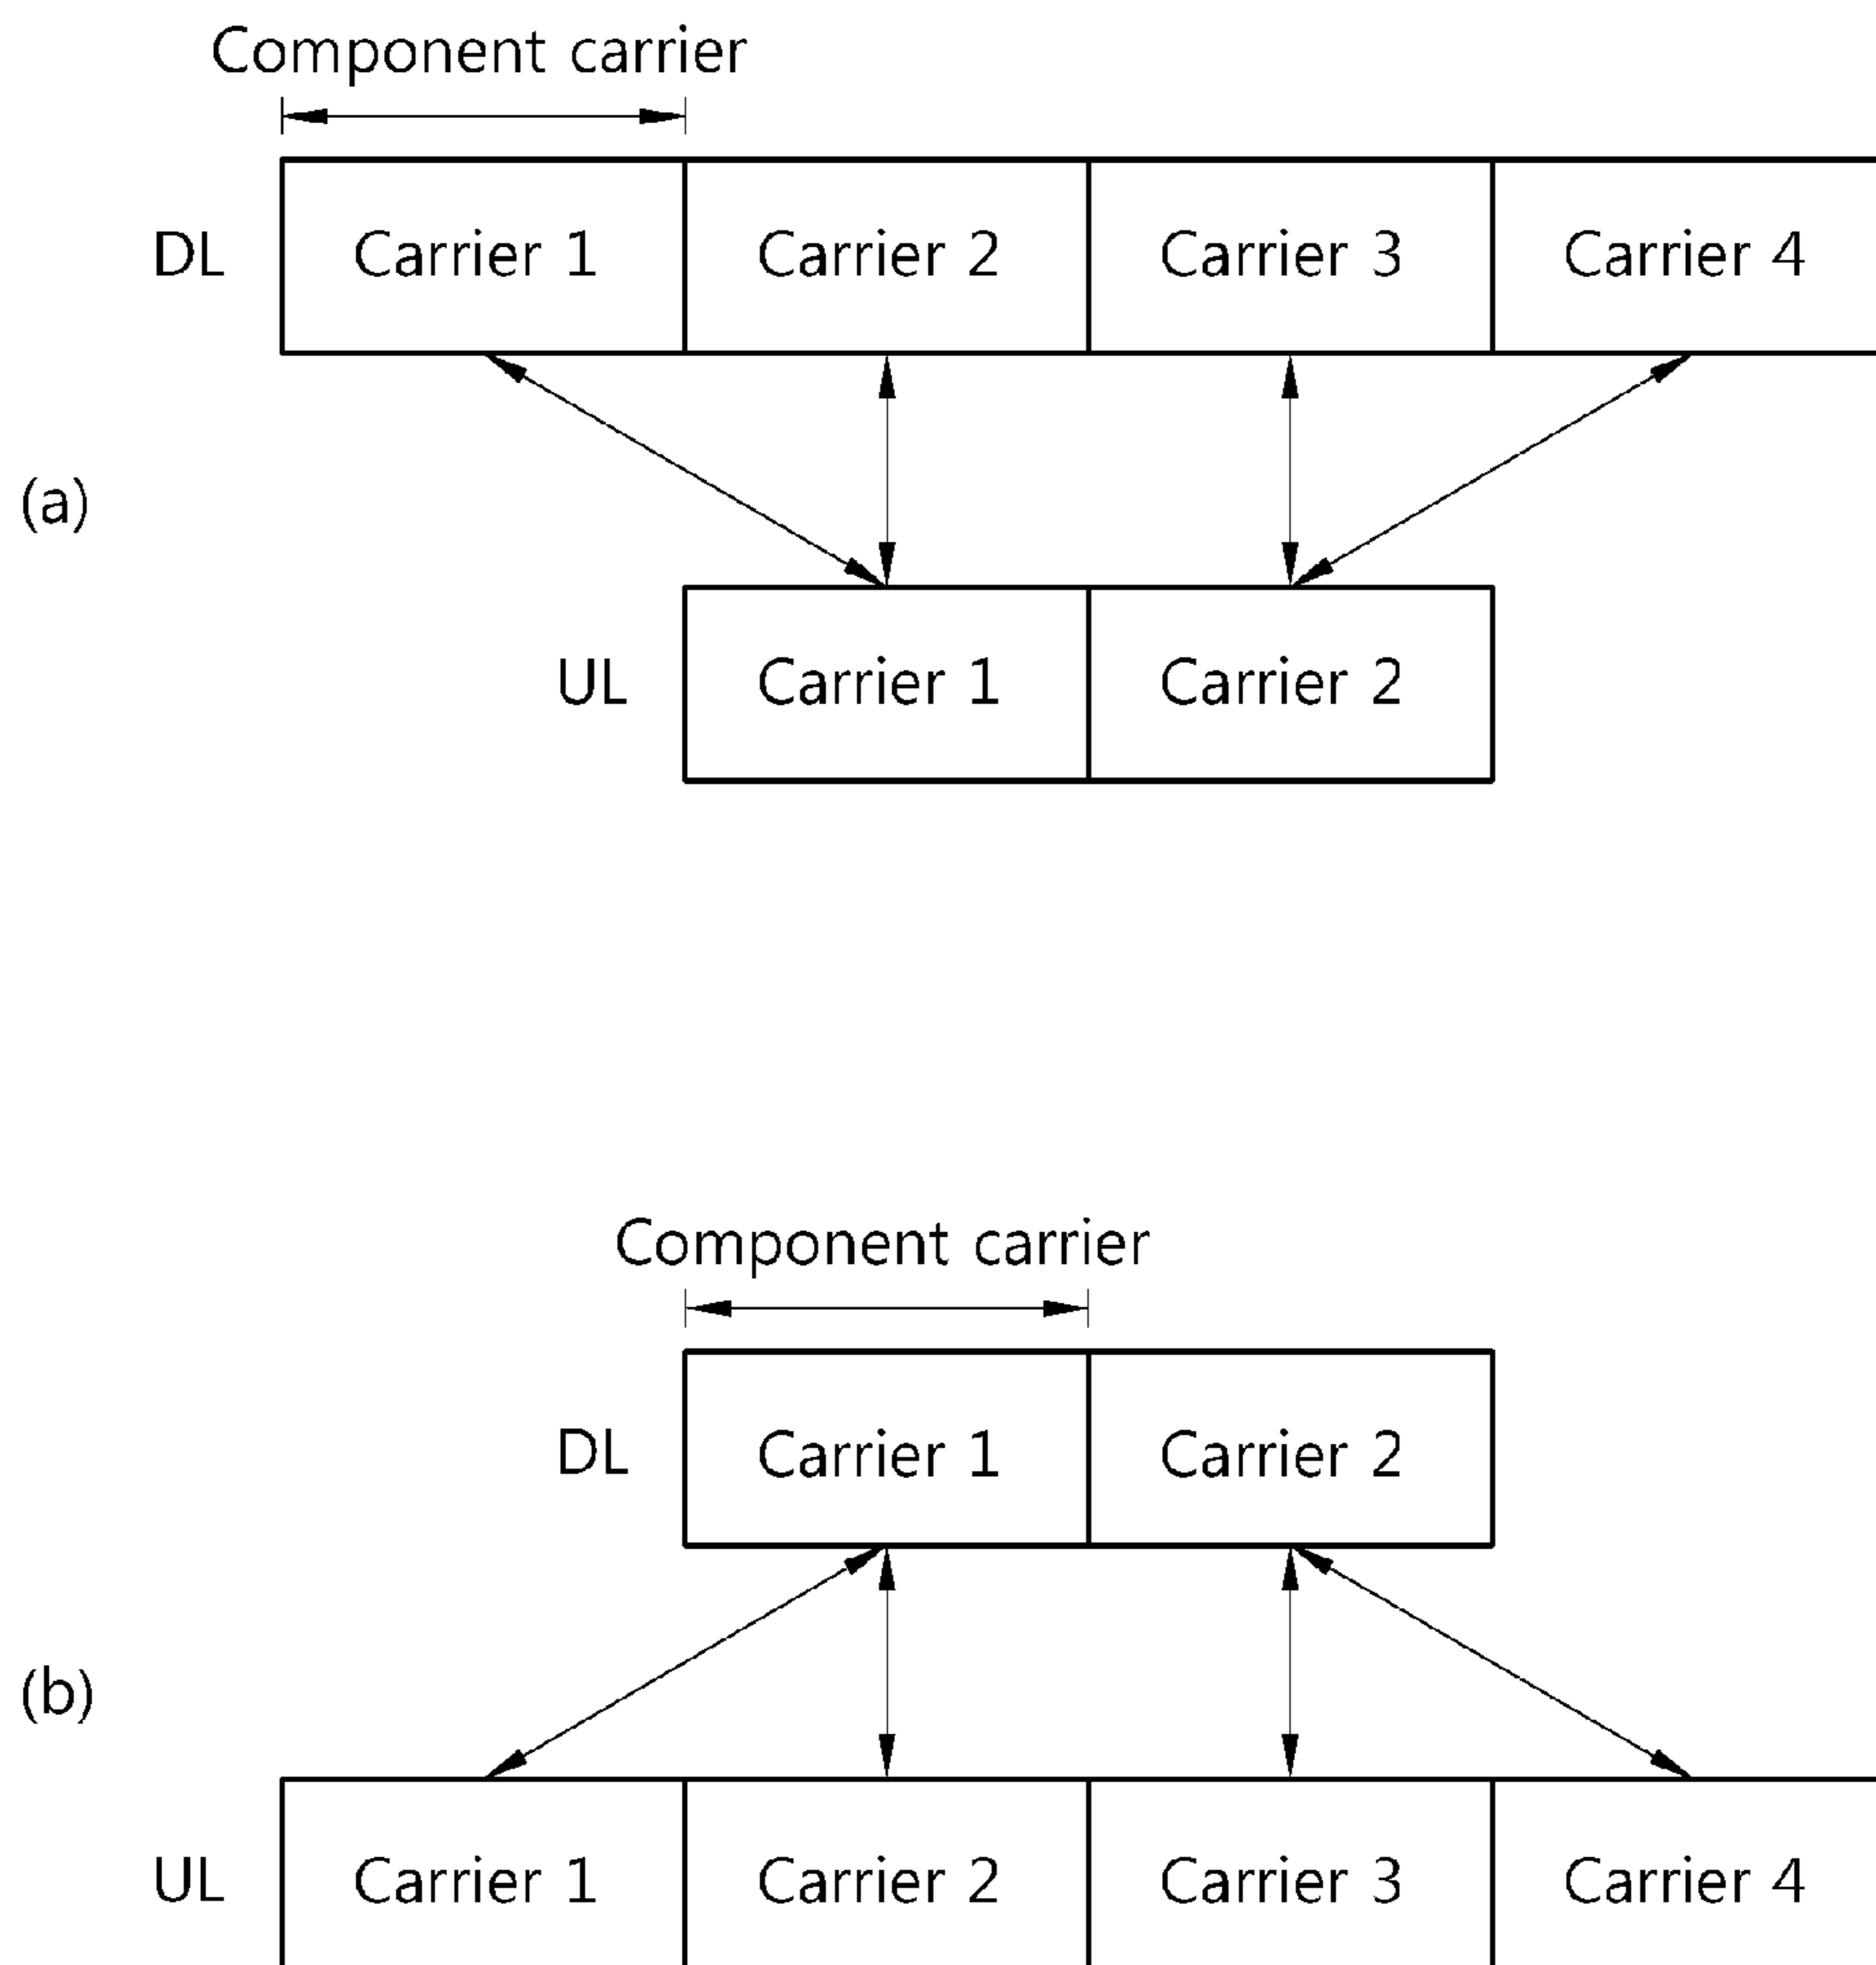 Component carrier
DL Carrier 1 Carrier 2 Carrier 3 Carrier 4
(a)
UL Carrier 1 Carrier 2
Component carrier
DL Carrier 1 Carrier 2
(b)
UL Carrier 1 Carrier 2 Carrier 3 Carrier 4